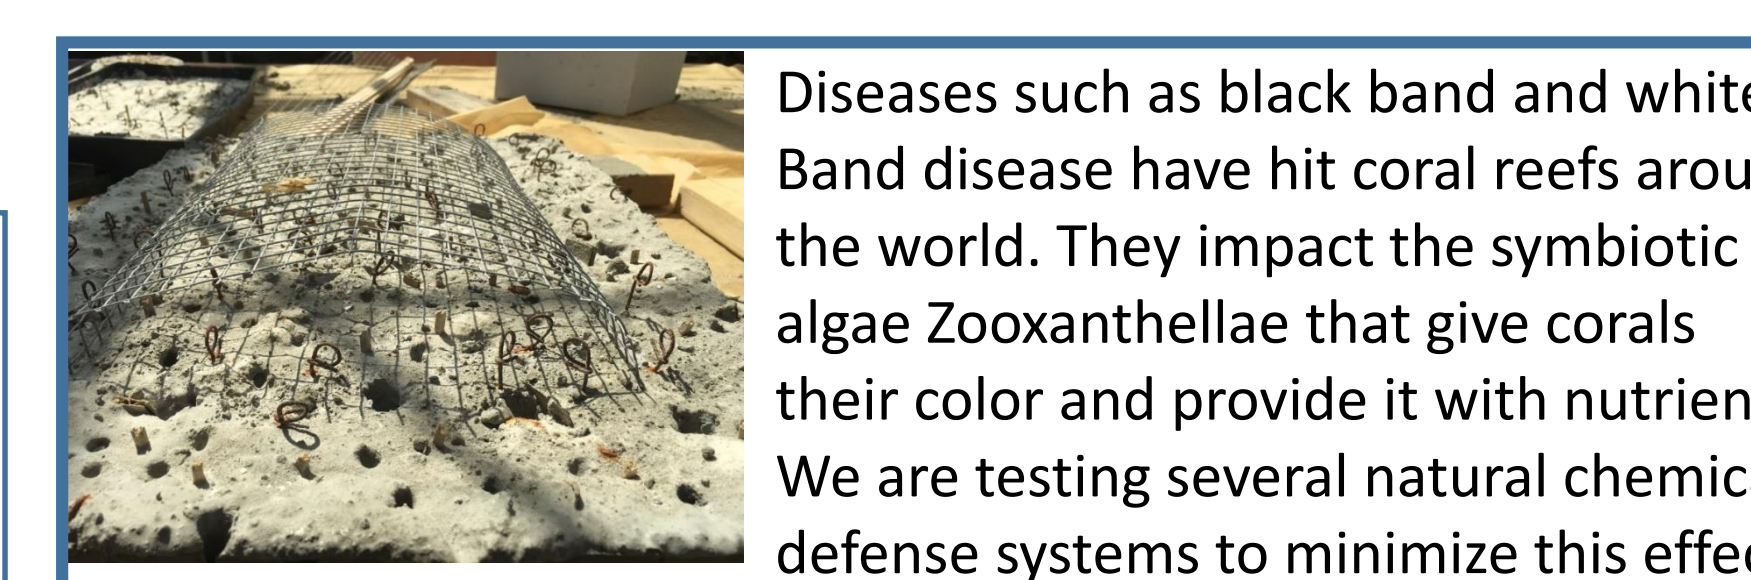 Diseases such as black band and white
Band disease have hit coral reefs arou
the world. They impact the symbiotic
algae Zooxanthellae that give corals
their color and provide it with nutrien
We are testing several natural chemic
defense systems to minimize this effec